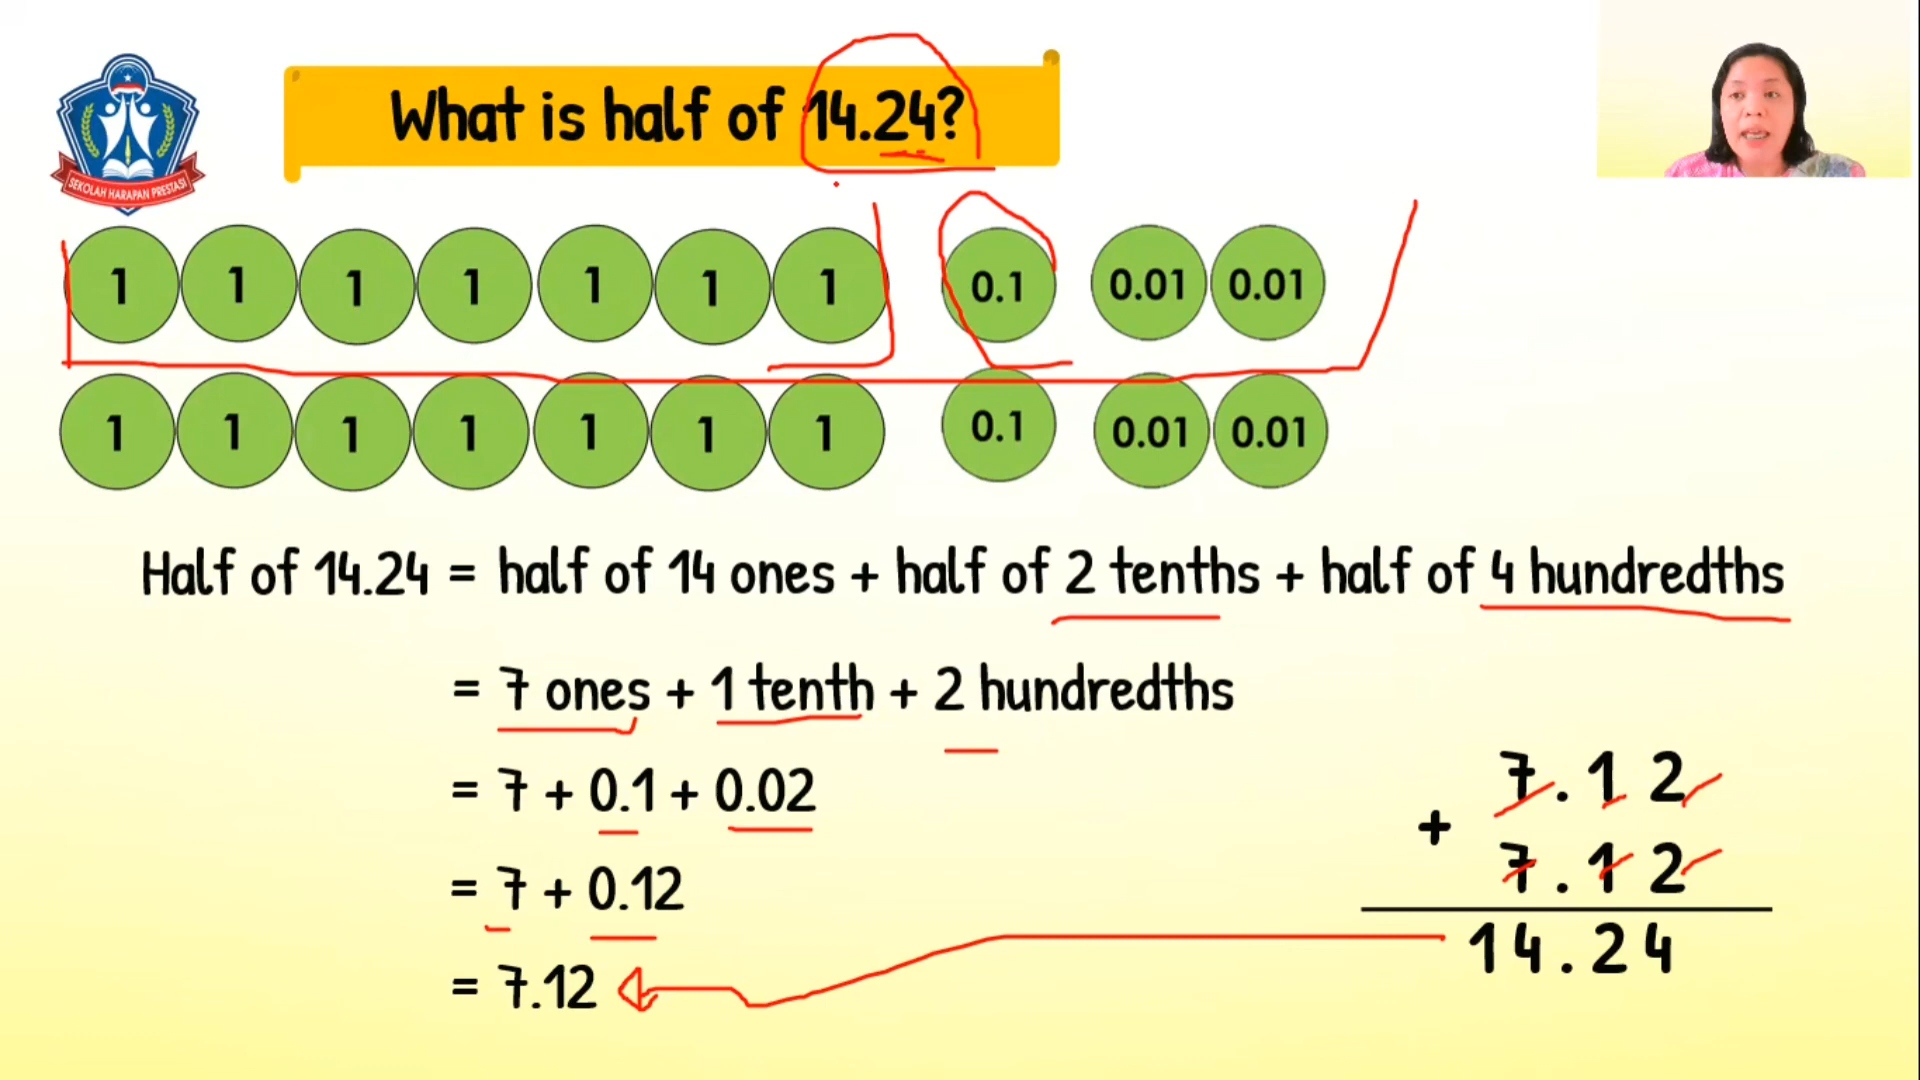 What is half of 14.24?
SEKOLAH HARAPAN PRESTASI
1 1 1 1 1 1 1 0.1 0.01 0.01
1 1 1 1 1 1 1 0.1 0.01 0.01
Half of 14.24 = half of 14 ones + half of 2 tenths + half of 4 hundredths
= 7 ones + 1 tenth + 2 hundredths
= 7 + 0.1 + 0.02
= 7 + 0.12
= 7.12
7.12
+
7.12
14.24